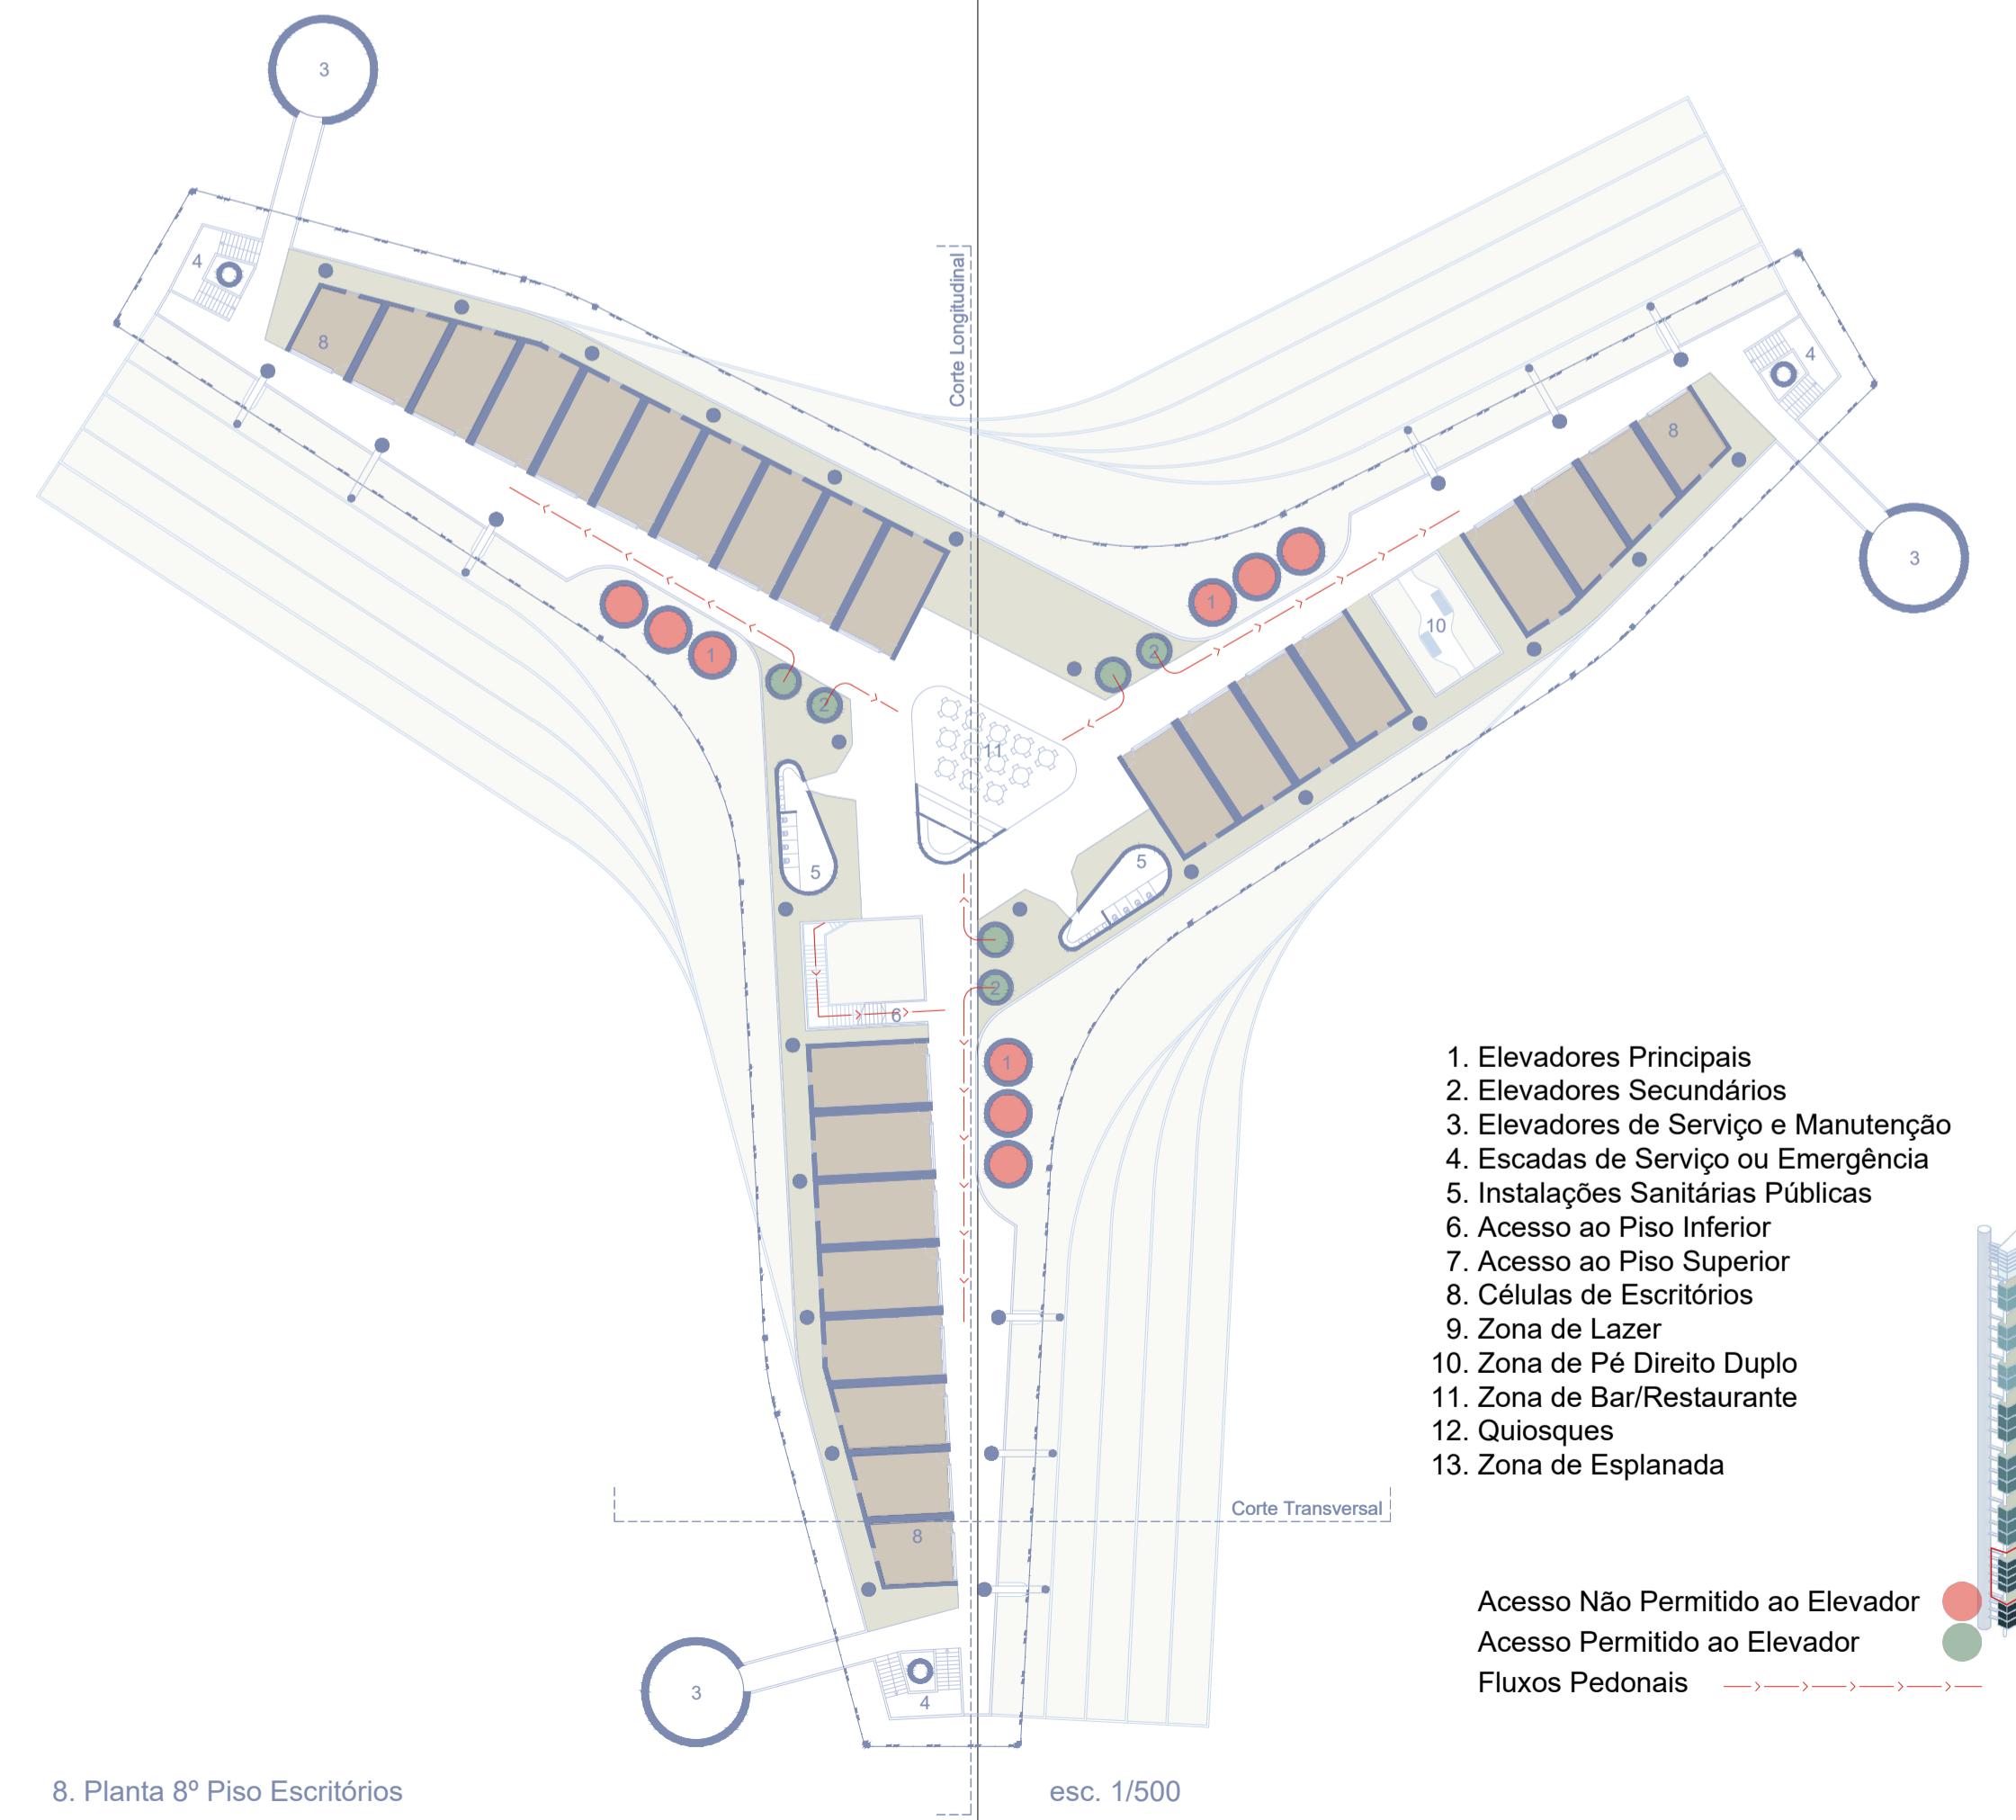 3
4
8
Corte Longitudinal
4
8
3
1
10
1
2
2
11
5
5
2
6
1
1. Elevadores Principais
2. Elevadores Secundários
3. Elevadores de Serviço e Manutenção
4. Escadas de Serviço ou Emergência
5. Instalações Sanitárias Públicas
6. Acesso ao Piso Inferior
7. Acesso ao Piso Superior
8. Células de Escritórios
9. Zona de Lazer
10. Zona de Pé Direito Duplo
11. Zona de Bar/Restaurante
12. Quiosques
13. Zona de Esplanada
Corte Transversal
8
Acesso Não Permitido ao Elevador
Acesso Permitido ao Elevador
Fluxos Pedonais
3
4
8. Planta 8º Piso Escritórios
esc. 1/500